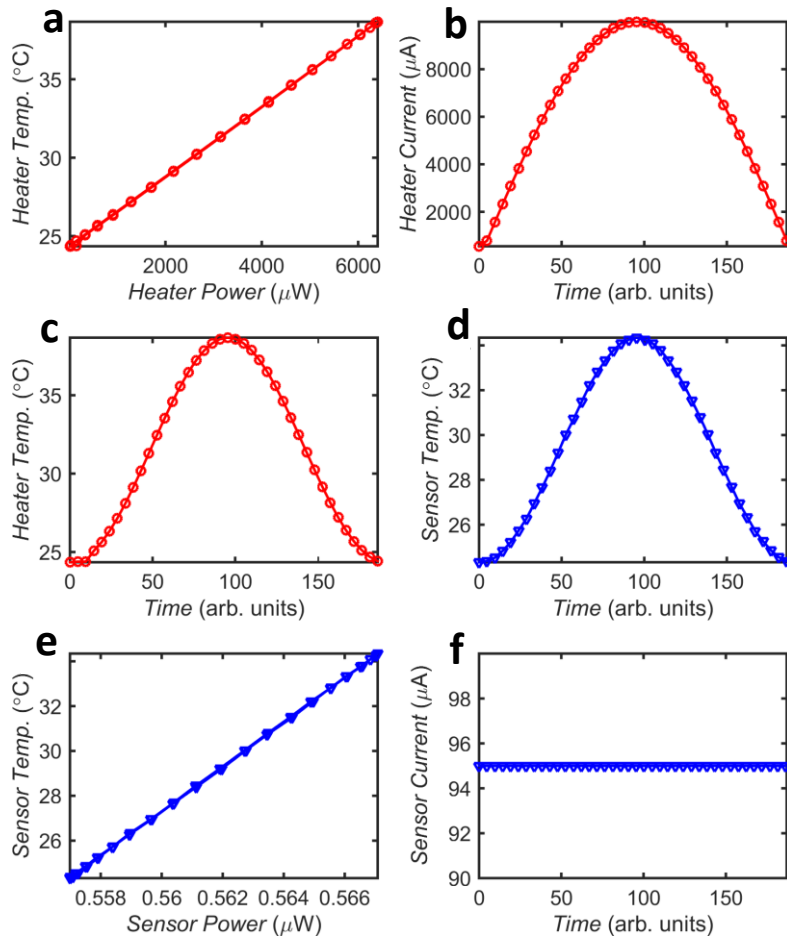 a
Heater Temp. (°C)
35
30
25
2000
4000
6000
Heater Power (μW)
b
Heater Current (μA)
8000
6000
4000
2000
0
50
100
150
Time (arb. units)
c
Heater Temp. (°C)
35
30
25
0
50
100
150
Time (arb. units)
d
Sensor Temp. (°C)
32
30
28
26
0
50
100
150
Time (arb. units)
e
Sensor Temp. (°C)
32
30
28
26
0.558
0.56
0.562
0.564
0.566
Sensor Power (μW)
f
Sensor Current (μA)
100
98
96
94
92
90
0
50
100
150
Time (arb. units)